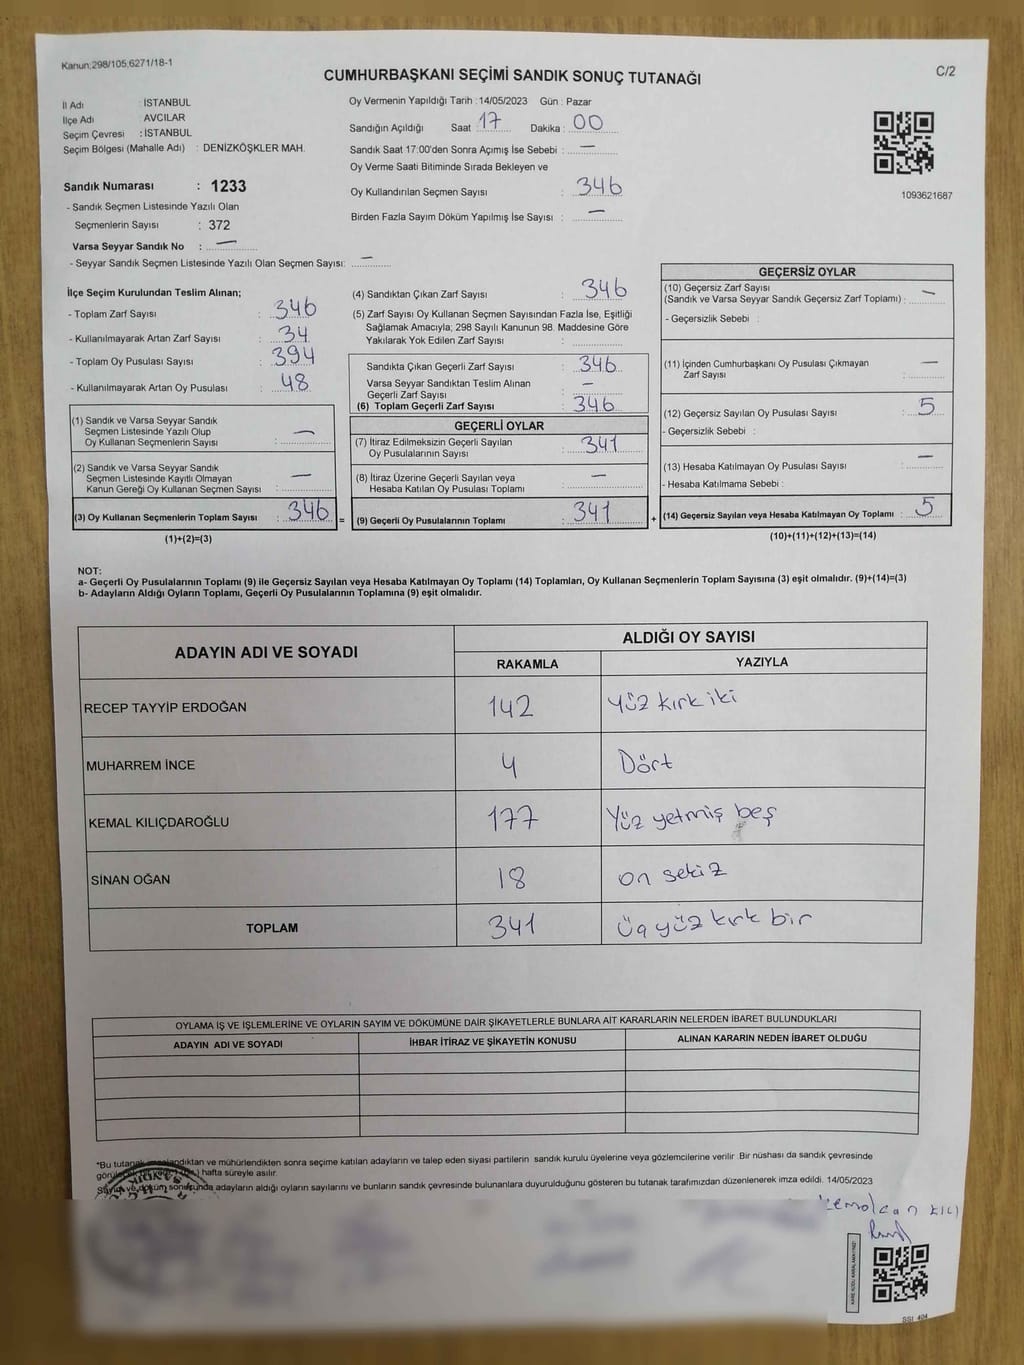 Kanun:298/105;6271/18-1
CUMHURBAŞKANI SEÇİMİ SANDIK SONUÇ TUTANAĞI
C/2
İl Adı : İSTANBUL
İlçe Adı AVCILAR
Seçim Çevresi : İSTANBUL
Seçim Bölgesi (Mahalle Adı) : DENİZKÖŞKLER MAH.
Sandık Numarası : 1233
- Sandık Seçmen Listesinde Yazılı Olan
Seçmenlerin Sayısı : 372
Varsa Seyyar Sandık No : —
- Seyyar Sandık Seçmen Listesinde Yazılı Olan Seçmen Sayısı: —
Oy Vermenin Yapıldığı Tarih :14/05/2023 Gün : Pazar
Sandığın Açıldığı Saat 17 Dakika : 00
Sandık Saat 17:00'den Sonra Açımış İse Sebebi : —
Oy Verme Saati Bitiminde Sırada Bekleyen ve
Oy Kullandırılan Seçmen Sayısı : 346
Birden Fazla Sayım Döküm Yapılmış İse Sayısı : —
1093621687
İlçe Seçim Kurulundan Teslim Alınan;
- Toplam Zarf Sayısı : 346
- Kullanılmayarak Artan Zarf Sayısı : 34
- Toplam Oy Pusulası Sayısı : 394
- Kullanılmayarak Artan Oy Pusulası : 48
(1) Sandık ve Varsa Seyyar Sandık
Seçmen Listesinde Yazılı Olup
Oy Kullanan Seçmenlerin Sayısı : —
(2) Sandık ve Varsa Seyyar Sandık
Seçmen Listesinde Kayıtlı Olmayan
Kanun Gereği Oy Kullanan Seçmen Sayısı : —
(3) Oy Kullanan Seçmenlerin Toplam Sayısı : 346 =
(1)+(2)=(3)
(4) Sandıktan Çıkan Zarf Sayısı : 346
(5) Zarf Sayısı Oy Kullanan Seçmen Sayısından Fazla İse, Eşitliği
Sağlamak Amacıyla; 298 Sayılı Kanunun 98. Maddesine Göre
Yakılarak Yok Edilen Zarf Sayısı :
Sandıkta Çıkan Geçerli Zarf Sayısı : 346
Varsa Seyyar Sandıktan Teslim Alınan
Geçerli Zarf Sayısı : —
(6) Toplam Geçerli Zarf Sayısı : 346
GEÇERLİ OYLAR
(7) İtiraz Edilmeksizin Geçerli Sayılan
Oy Pusulalarının Sayısı : 341
(8) İtiraz Üzerine Geçerli Sayılan veya
Hesaba Katılan Oy Pusulası Toplamı : —
(9) Geçerli Oy Pusulalarının Toplamı : 341 +
GEÇERSİZ OYLAR
(10) Geçersiz Zarf Sayısı
(Sandık ve Varsa Seyyar Sandık Geçersiz Zarf Toplamı) : —
- Geçersizlik Sebebi :
(11) İçinden Cumhurbaşkanı Oy Pusulası Çıkmayan
Zarf Sayısı : —
(12) Geçersiz Sayılan Oy Pusulası Sayısı : 5
- Geçersizlik Sebebi :
(13) Hesaba Katılmayan Oy Pusulası Sayısı : —
- Hesaba Katılmama Sebebi :
(14) Geçersiz Sayılan veya Hesaba Katılmayan Oy Toplamı : 5
(10)+(11)+(12)+(13)=(14)
NOT:
a- Geçerli Oy Pusulalarının Toplamı (9) ile Geçersiz Sayılan veya Hesaba Katılmayan Oy Toplamı (14) Toplamları, Oy Kullanan Seçmenlerin Toplam Sayısına (3) eşit olmalıdır. (9)+(14)=(3)
b- Adayların Aldığı Oyların Toplamı, Geçerli Oy Pusulalarının Toplamına (9) eşit olmalıdır.
ADAYIN ADI VE SOYADI ALDIĞI OY SAYISI
RAKAMLA YAZIYLA
RECEP TAYYİP ERDOĞAN 142 Yüz kırk iki
MUHARREM İNCE 4 Dört
KEMAL KILIÇDAROĞLU 177 Yüz yetmiş beş
SİNAN OĞAN 18 on sekiz
TOPLAM 341 üç yüz kırk bir
OYLAMA İŞ VE İŞLEMLERİNE VE OYLARIN SAYIM VE DÖKÜMÜNE DAİR ŞİKAYETLERLE BUNLARA AİT KARARLARIN NELERDEN İBARET BULUNDUKLARI
ADAYIN ADI VE SOYADI İHBAR İTİRAZ VE ŞİKAYETİN KONUSU ALINAN KARARIN NEDEN İBARET OLDUĞU
*Bu tutanak imzalandıktan ve mühürlendikten sonra seçime katılan adayların ve talep eden siyasi partilerin sandık kurulu üyelerine veya gözlemcilerine verilir Bir nüshası da sandık çevresinde
hafta süreyle asılır.
Sayım ve döküm sonucunda adayların aldığı oyların sayılarını ve bunların sandık çevresinde bulunanlara duyurulduğunu gösteren bu tutanak tarafımızdan düzenlenerek imza edildi. 14/05/2023
SSI_404